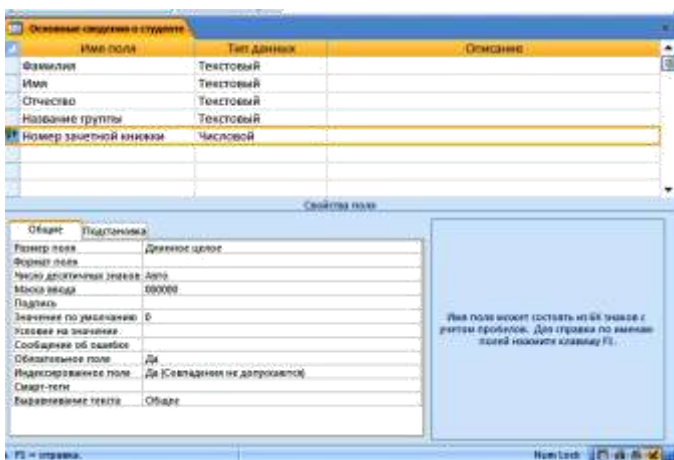 Основные сведения о студенте
Имя поля Тип данных Описание
Фамилия Текстовый
Имя Текстовый
Отчество Текстовый
Название группы Текстовый
Номер зачетной книжки Числовой
Свойства поля
Общие Подстановка
Размер поля Длинное целое
Формат поля
Число десятичных знаков Авто
Маска ввода 000000
Подпись
Значение по умолчанию 0
Условие на значение
Сообщение об ошибке
Обязательное поле Да
Индексированное поле Да (Совпадения не допускаются)
Смарт-теги
Выравнивание текста Общее
Имя поля может состоять из 64 знаков с
учетом пробелов. Для справки по именам
полей нажмите клавишу F1.
F1 = справка. Num Lock